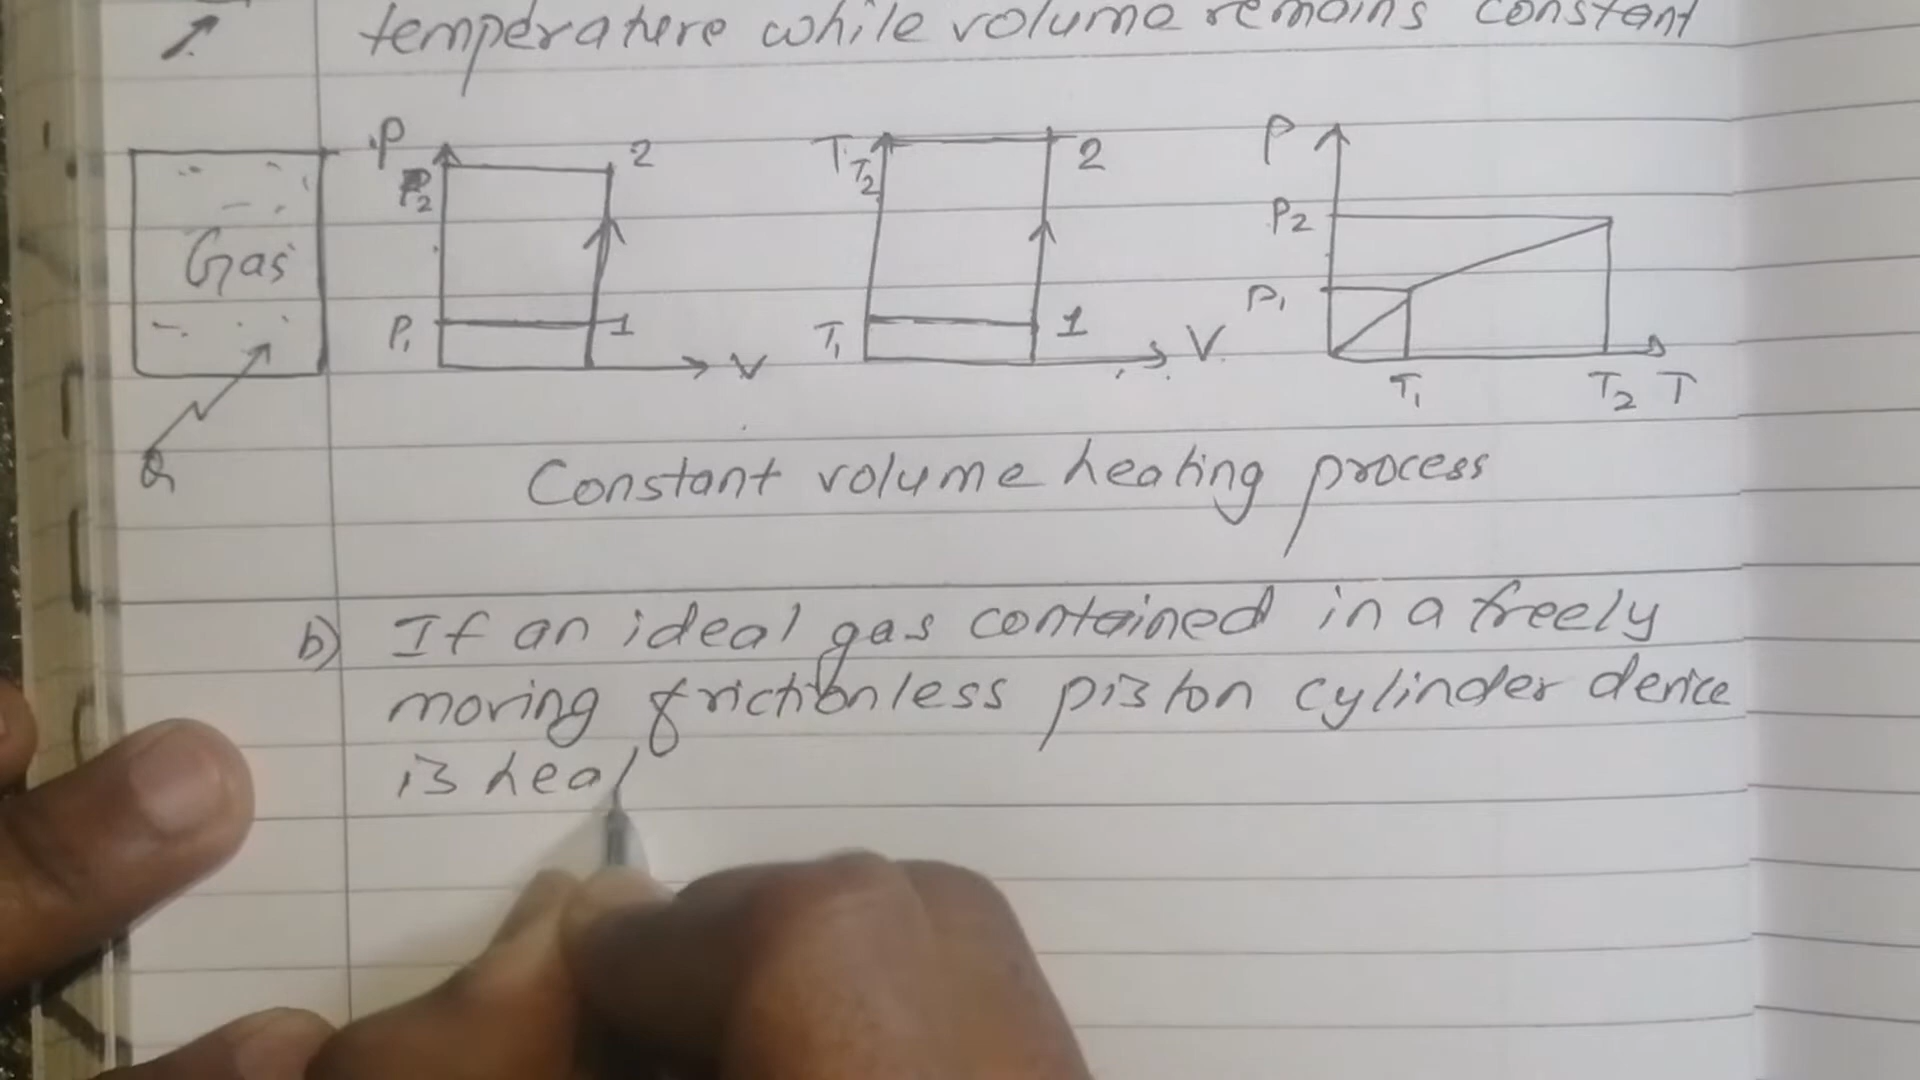 temperature while volume remains constant
Gas
Q
P
P2
P1
2
1
V
T
T2
T1
2
1
V
P
P2
P1
T1
T2 T
Constant volume heating process
b) If an ideal gas contained in a freely
moving frictionless piston cylinder device
is heat